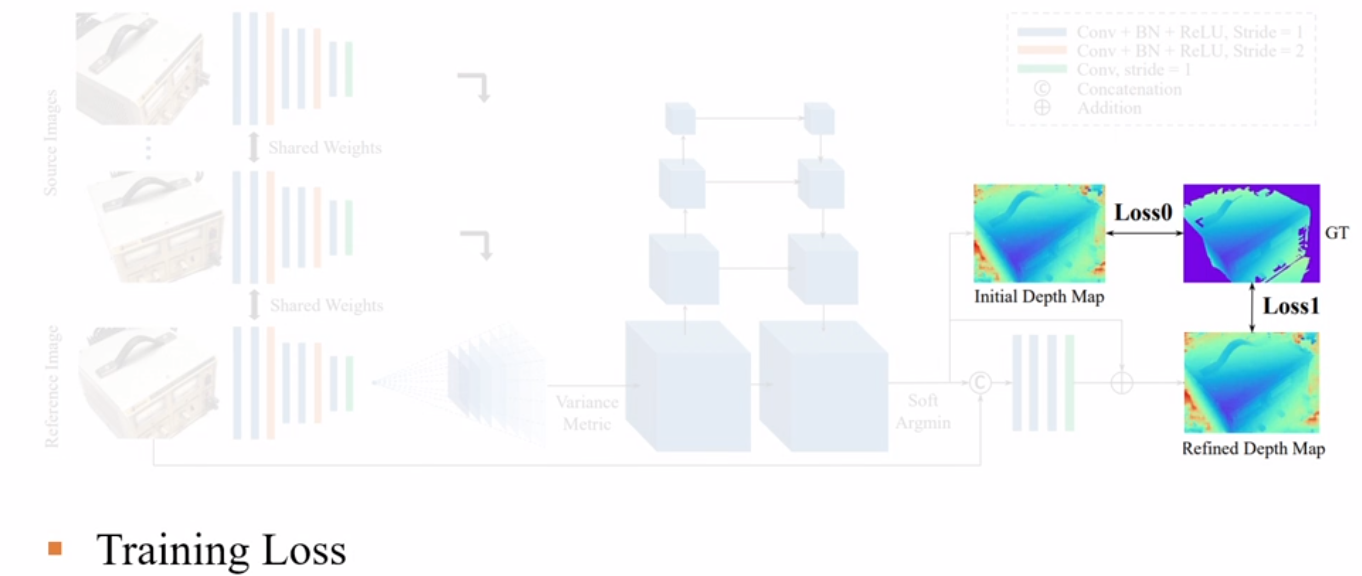 Source Images
Reference Image
Shared Weights
Shared Weights
Conv + BN + ReLU, Stride = 1
Conv + BN + ReLU, Stride = 2
Conv, stride = 1
C Concatenation
Addition
Loss0
GT
Initial Depth Map
Loss1
Variance
Metric
Soft
Argmin
C
Refined Depth Map
Training Loss